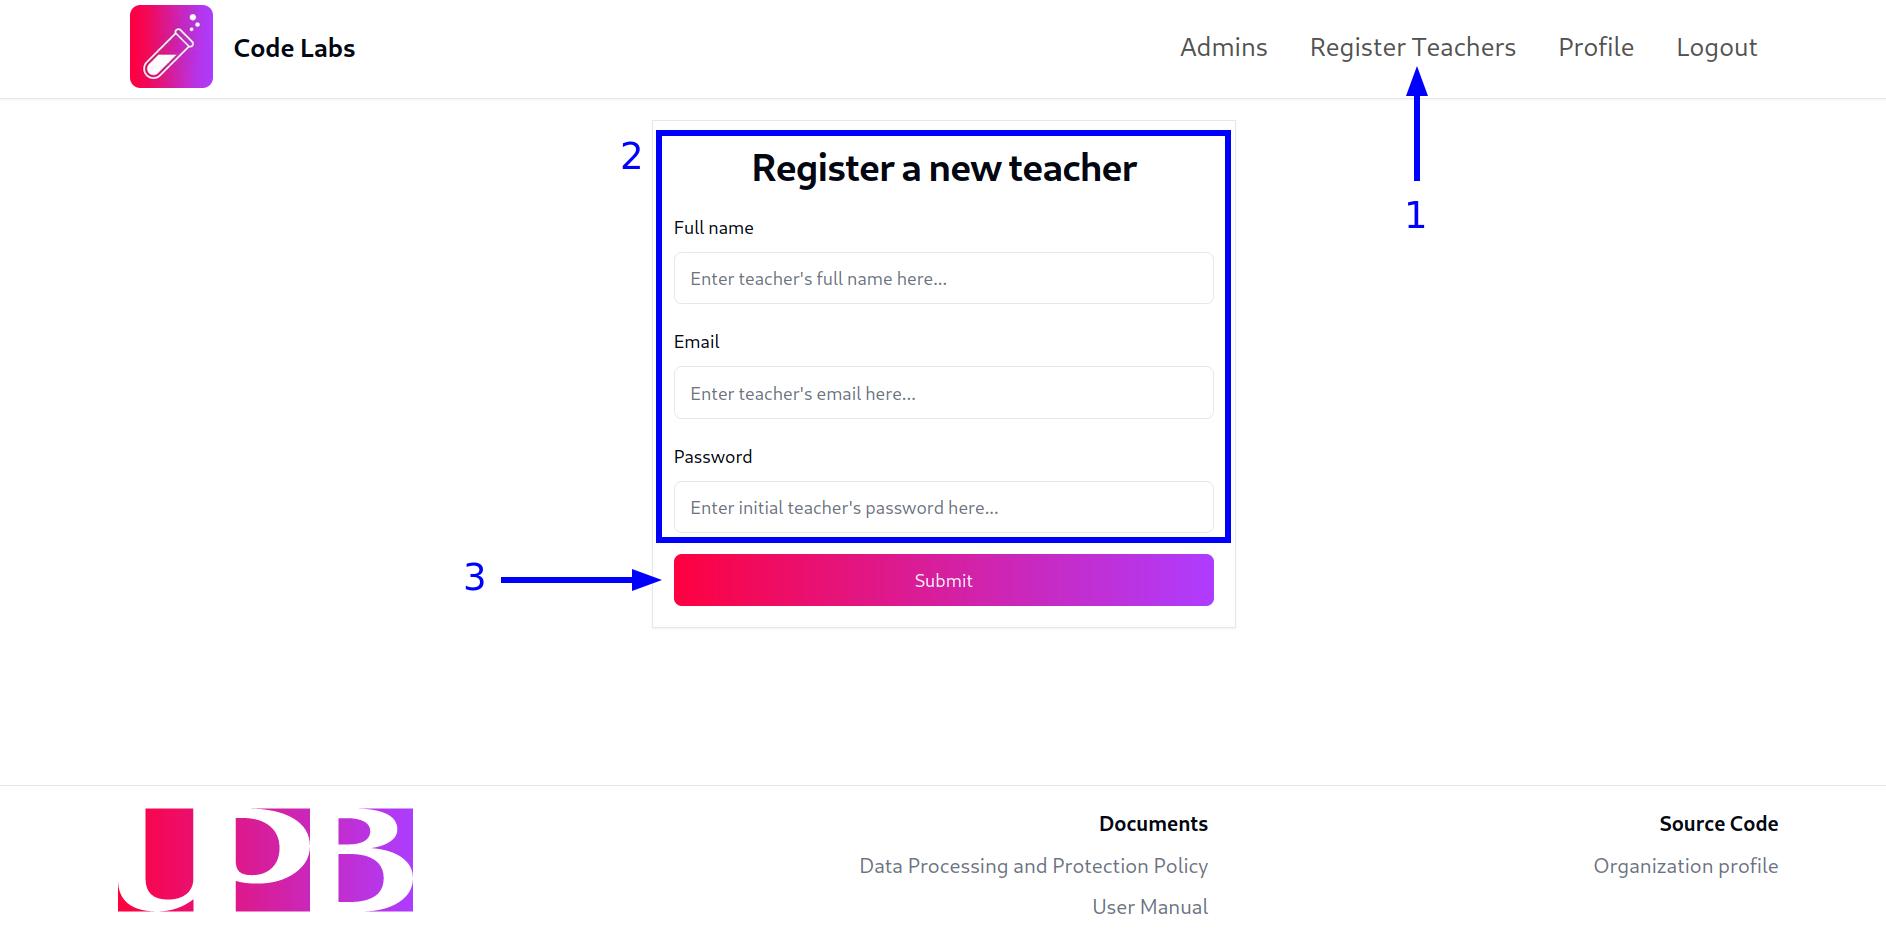 Code Labs
Admins
Register Teachers
Profile
Logout
1
2
Register a new teacher
Full name
Enter teacher's full name here...
Email
Enter teacher's email here...
Password
Enter initial teacher's password here...
3
Submit
UPB
Documents
Data Processing and Protection Policy
User Manual
Source Code
Organization profile